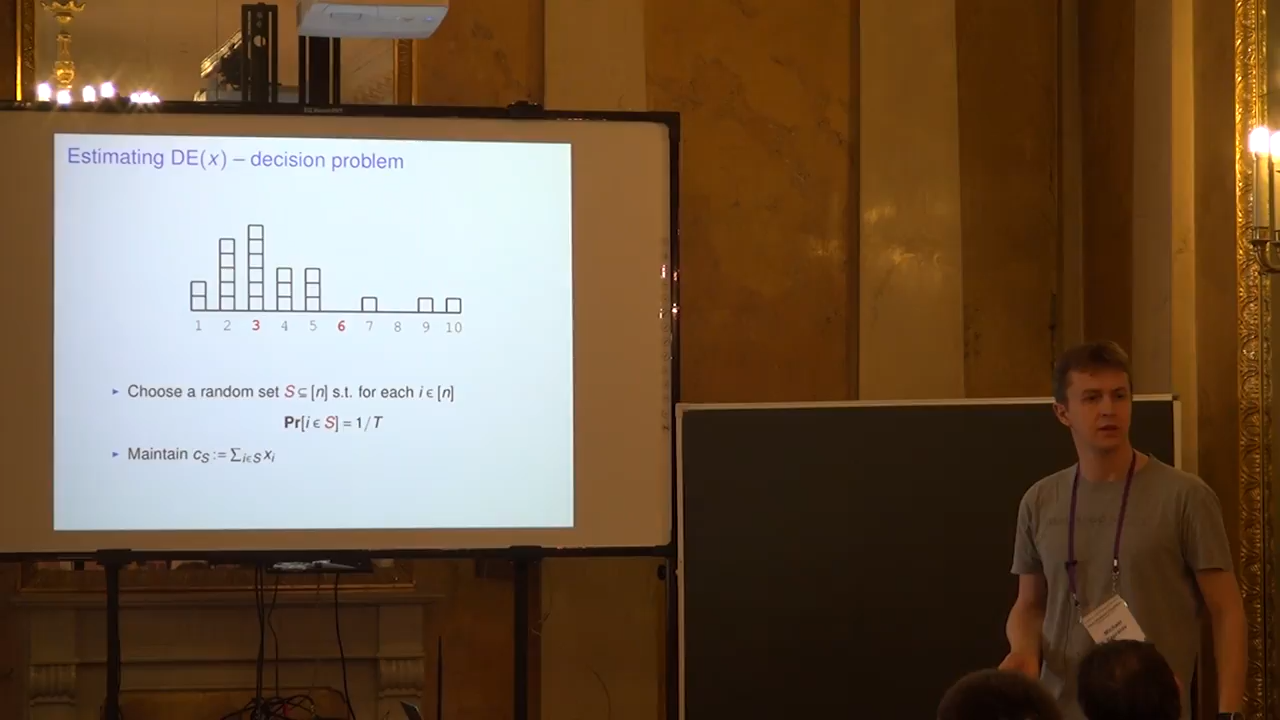 Estimating DE(x) – decision problem
1 2 3 4 5 6 7 8 9 10
▸ Choose a random set S ⊆ [n] s.t. for each i ∈ [n]
Pr[i ∈ S] = 1/T
▸ Maintain c_S := ∑_{i∈S} x_i
Michael